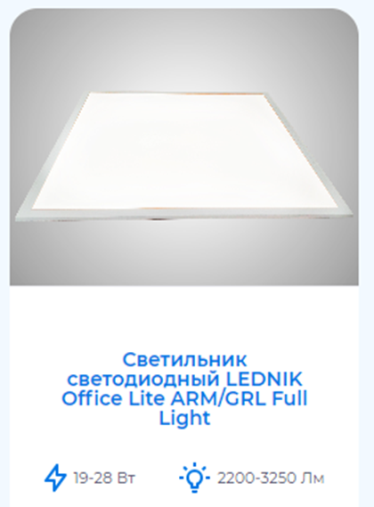 Светильник
светодиодный LEDNIK
Office Lite ARM/GRL Full
Light
19-28 Вт
2200-3250 Лм